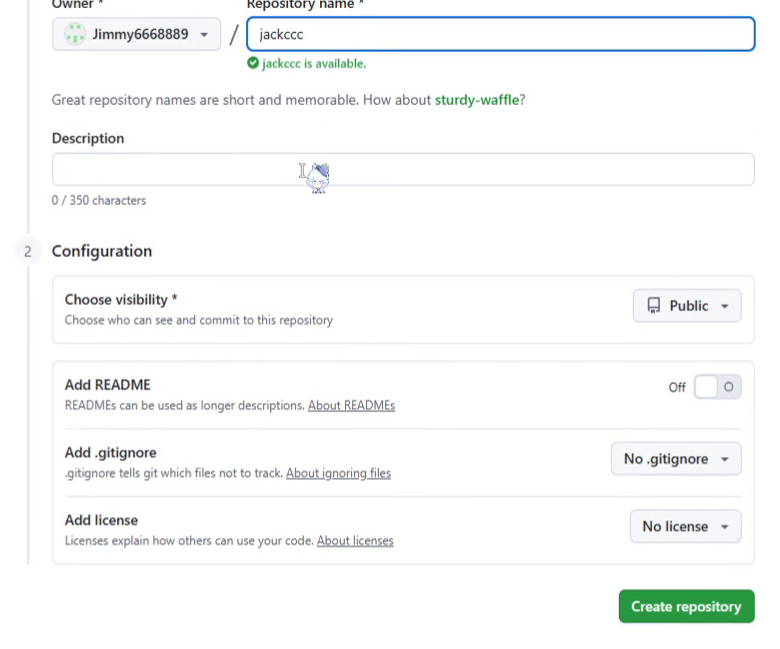 Owner * Repository name *
Jimmy6668889 / jackccc
jackccc is available.
Great repository names are short and memorable. How about sturdy-waffle?
Description
0 / 350 characters
2 Configuration
Choose visibility *
Public
Choose who can see and commit to this repository
Add README
Off
READMEs can be used as longer descriptions. About READMEs
Add .gitignore
No .gitignore
.gitignore tells git which files not to track. About ignoring files
Add license
No license
Licenses explain how others can use your code. About licenses
Create repository